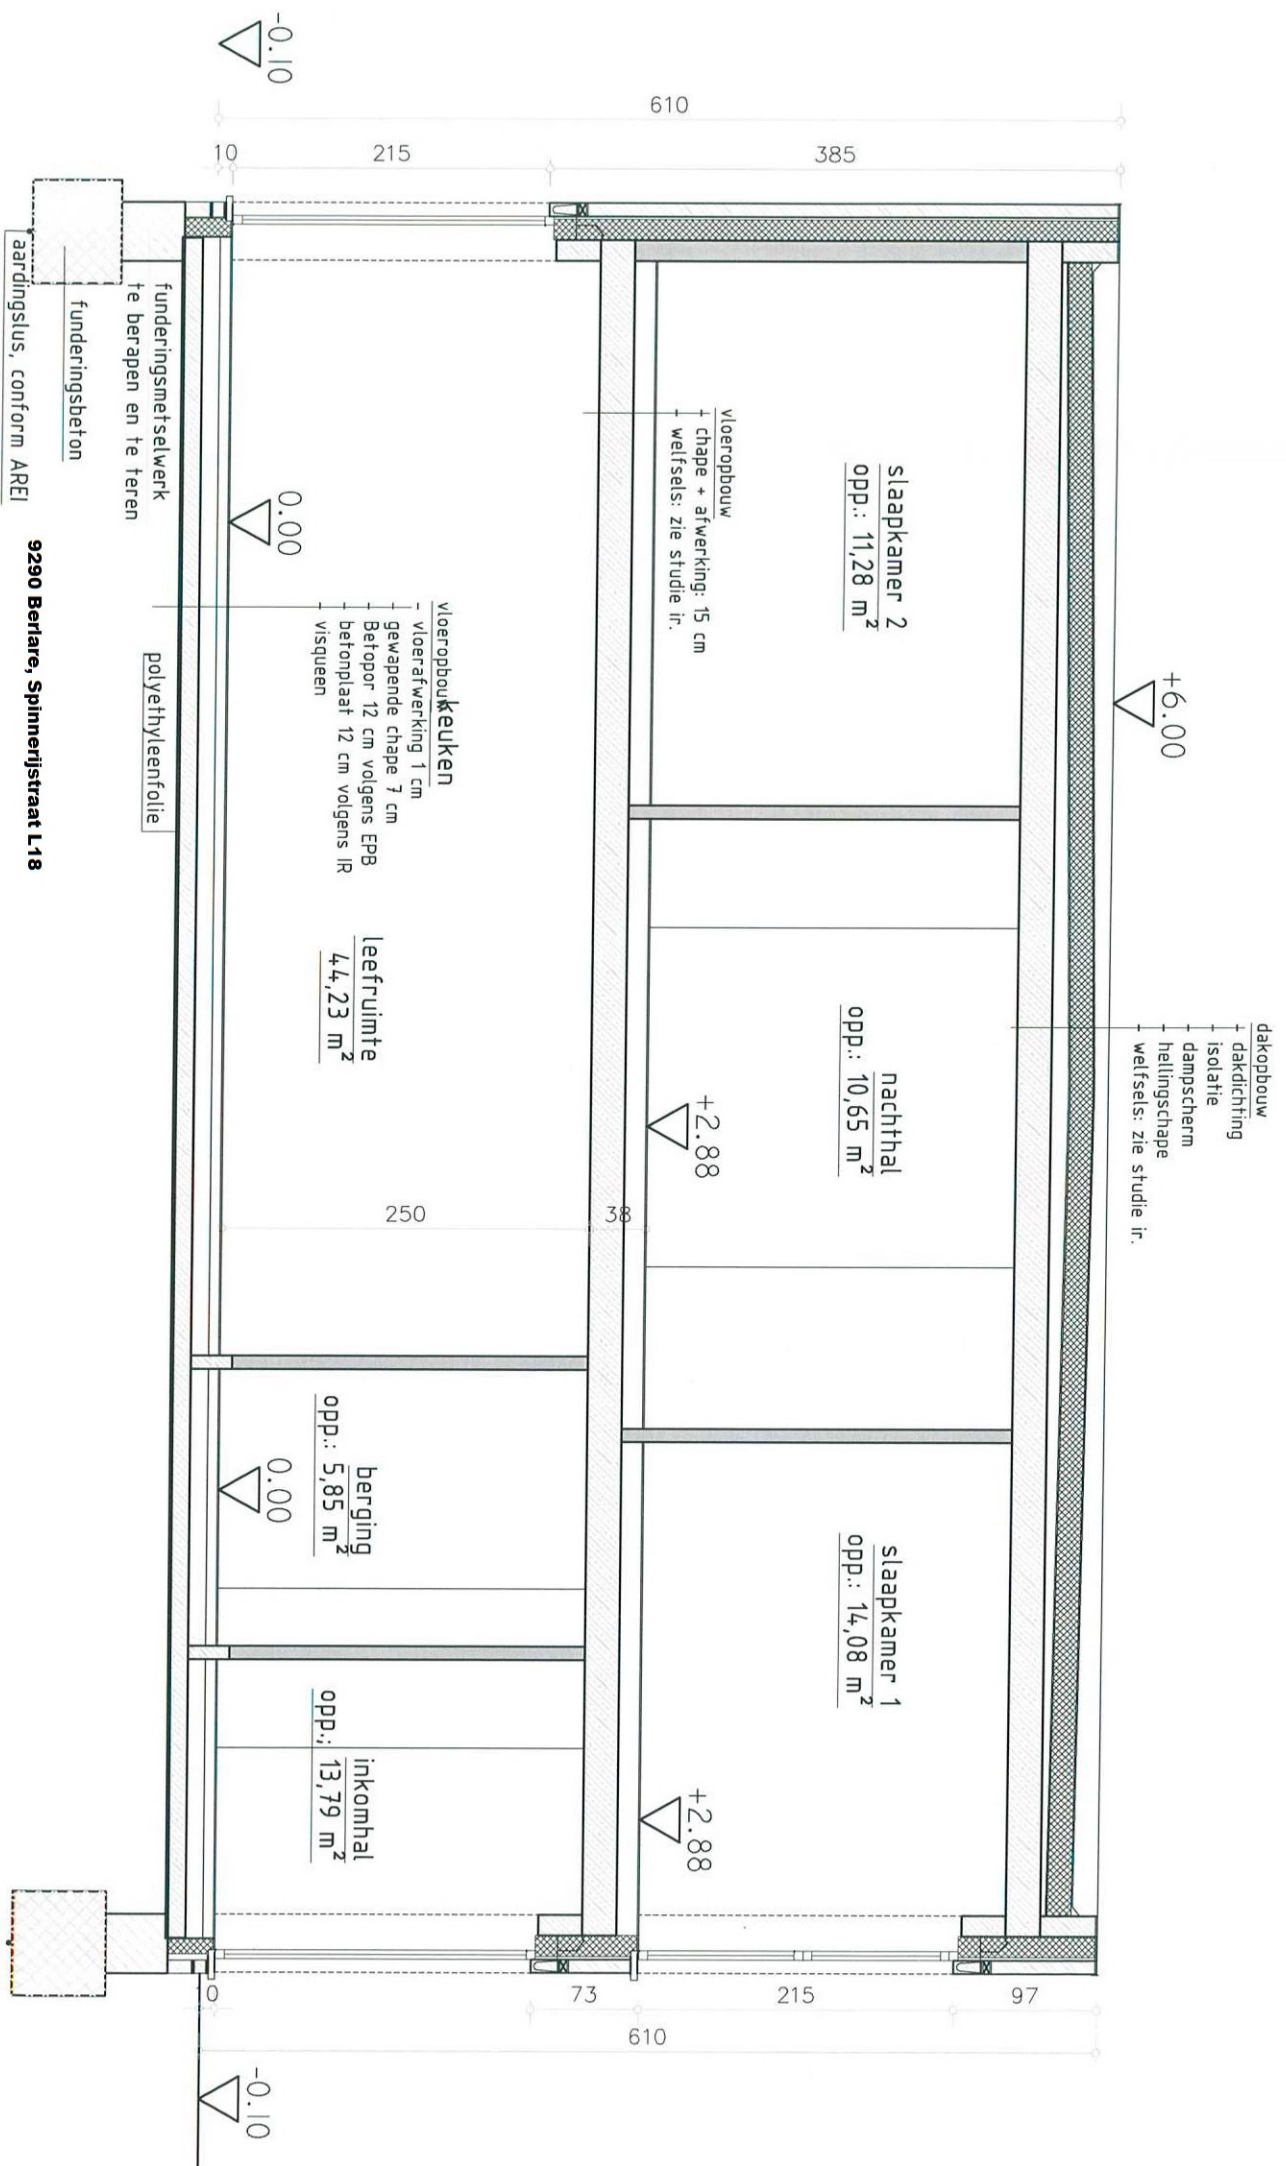 dakopbouw
- dakdichting
- isolatie
- dampscherm
- hellingschape
- welfsels: zie studie ir.
+6.00
slaapkamer 2
opp.: 11,28 m²
nachthal
opp.: 10,65 m²
slaapkamer 1
opp.: 14,08 m²
vloeropbouw
+ chape + afwerking: 15 cm
- welfsels: zie studie ir.
+2.88
+2.88
keuken
vloeropbouw
- vloerafwerking 1 cm
- gewapende chape 7 cm
- Betopor 12 cm volgens EPB
- betonplaat 12 cm volgens IR
- visqueen
leefruimte
44,23 m²
berging
opp.: 5,85 m²
inkomhal
opp.: 13,79 m²
0.00
0.00
-0.10
-0.10
610
10
215
385
250
38
10
73
215
97
610
funderingsmetselwerk
te berapen en te teren
funderingsbeton
aardingslus, conform AREI
polyethyleenfolie
9290 Berlare, Spinnerijstraat L18